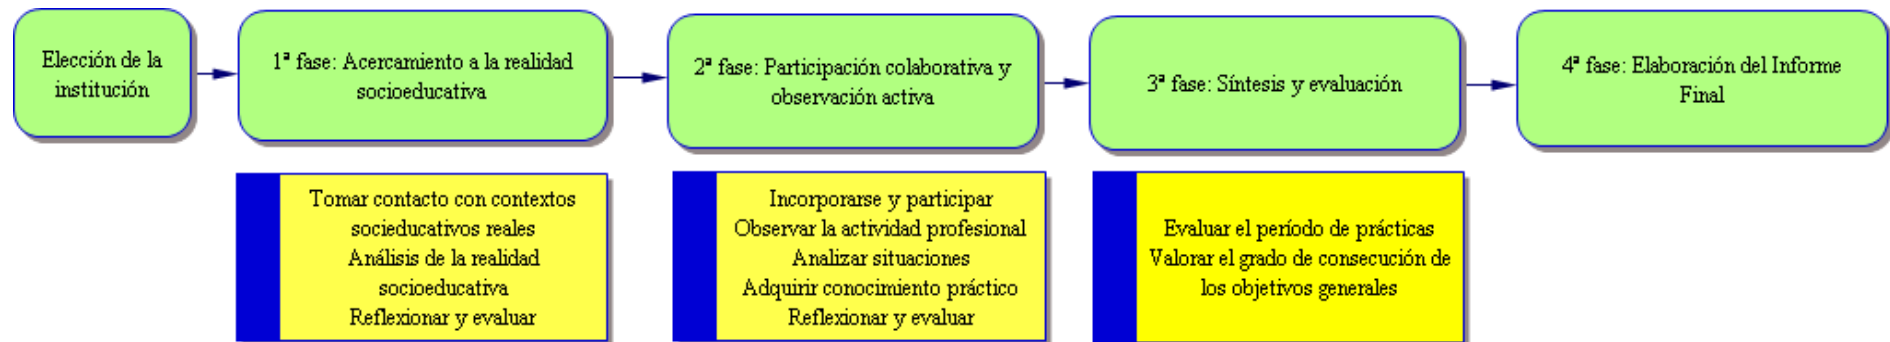 Elección de la
institución
1ª fase: Acercamiento a la realidad
socioeducativa
2ª fase: Participación colaborativa y
observación activa
3ª fase: Síntesis y evaluación
4ª fase: Elaboración del Informe
Final
Tomar contacto con contextos
socieducativos reales
Análisis de la realidad
socioeducativa
Reflexionar y evaluar
Incorporarse y participar
Observar la actividad profesional
Analizar situaciones
Adquirir conocimiento práctico
Reflexionar y evaluar
Evaluar el período de prácticas
Valorar el grado de consecución de
los objetivos generales